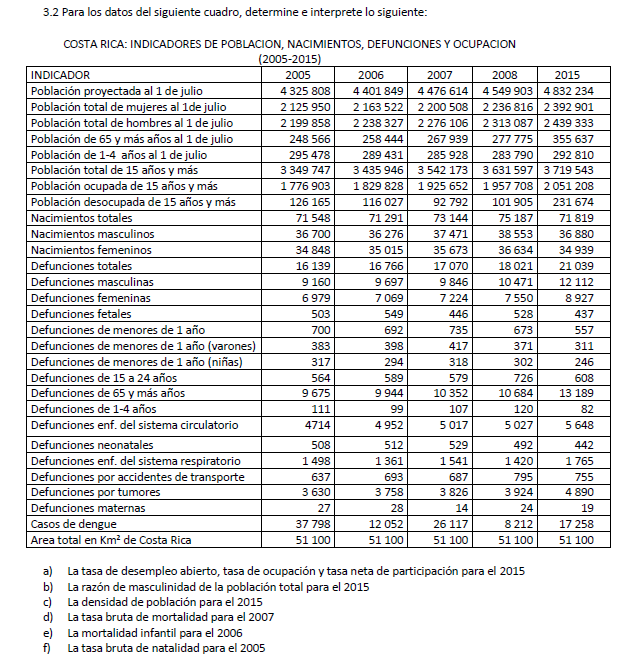 3.2 Para los datos del siguiente cuadro, determine e interprete lo siguiente:
COSTA RICA: INDICADORES DE POBLACION, NACIMIENTOS, DEFUNCIONES Y OCUPACION
(2005-2015)
INDICADOR 2005 2006 2007 2008 2015
Población proyectada al 1 de julio 4 325 808 4 401 849 4 476 614 4 549 903 4 832 234
Población total de mujeres al 1de julio 2 125 950 2 163 522 2 200 508 2 236 816 2 392 901
Población total de hombres al 1 de julio 2 199 858 2 238 327 2 276 106 2 313 087 2 439 333
Población de 65 y más años al 1 de julio 248 566 258 444 267 939 277 775 355 637
Población de 1-4 años al 1 de julio 295 478 289 431 285 928 283 790 292 810
Población total de 15 años y más 3 349 747 3 435 946 3 542 173 3 631 597 3 719 543
Población ocupada de 15 años y más 1 776 903 1 829 828 1 925 652 1 957 708 2 051 208
Población desocupada de 15 años y más 126 165 116 027 92 792 101 905 231 674
Nacimientos totales 71 548 71 291 73 144 75 187 71 819
Nacimientos masculinos 36 700 36 276 37 471 38 553 36 880
Nacimientos femeninos 34 848 35 015 35 673 36 634 34 939
Defunciones totales 16 139 16 766 17 070 18 021 21 039
Defunciones masculinas 9 160 9 697 9 846 10 471 12 112
Defunciones femeninas 6 979 7 069 7 224 7 550 8 927
Defunciones fetales 503 549 446 528 437
Defunciones de menores de 1 año 700 692 735 673 557
Defunciones de menores de 1 año (varones) 383 398 417 371 311
Defunciones de menores de 1 año (niñas) 317 294 318 302 246
Defunciones de 15 a 24 años 564 589 579 726 608
Defunciones de 65 y más años 9 675 9 944 10 352 10 684 13 189
Defunciones de 1-4 años 111 99 107 120 82
Defunciones enf. del sistema circulatorio 4714 4 952 5 017 5 027 5 648
Defunciones neonatales 508 512 529 492 442
Defunciones enf. del sistema respiratorio 1 498 1 361 1 541 1 420 1 765
Defunciones por accidentes de transporte 637 693 687 795 755
Defunciones por tumores 3 630 3 758 3 826 3 924 4 890
Defunciones maternas 27 28 14 24 19
Casos de dengue 37 798 12 052 26 117 8 212 17 258
Area total en Km² de Costa Rica 51 100 51 100 51 100 51 100 51 100
a) La tasa de desempleo abierto, tasa de ocupación y tasa neta de participación para el 2015
b) La razón de masculinidad de la población total para el 2015
c) La densidad de población para el 2015
d) La tasa bruta de mortalidad para el 2007
e) La mortalidad infantil para el 2006
f) La tasa bruta de natalidad para el 2005